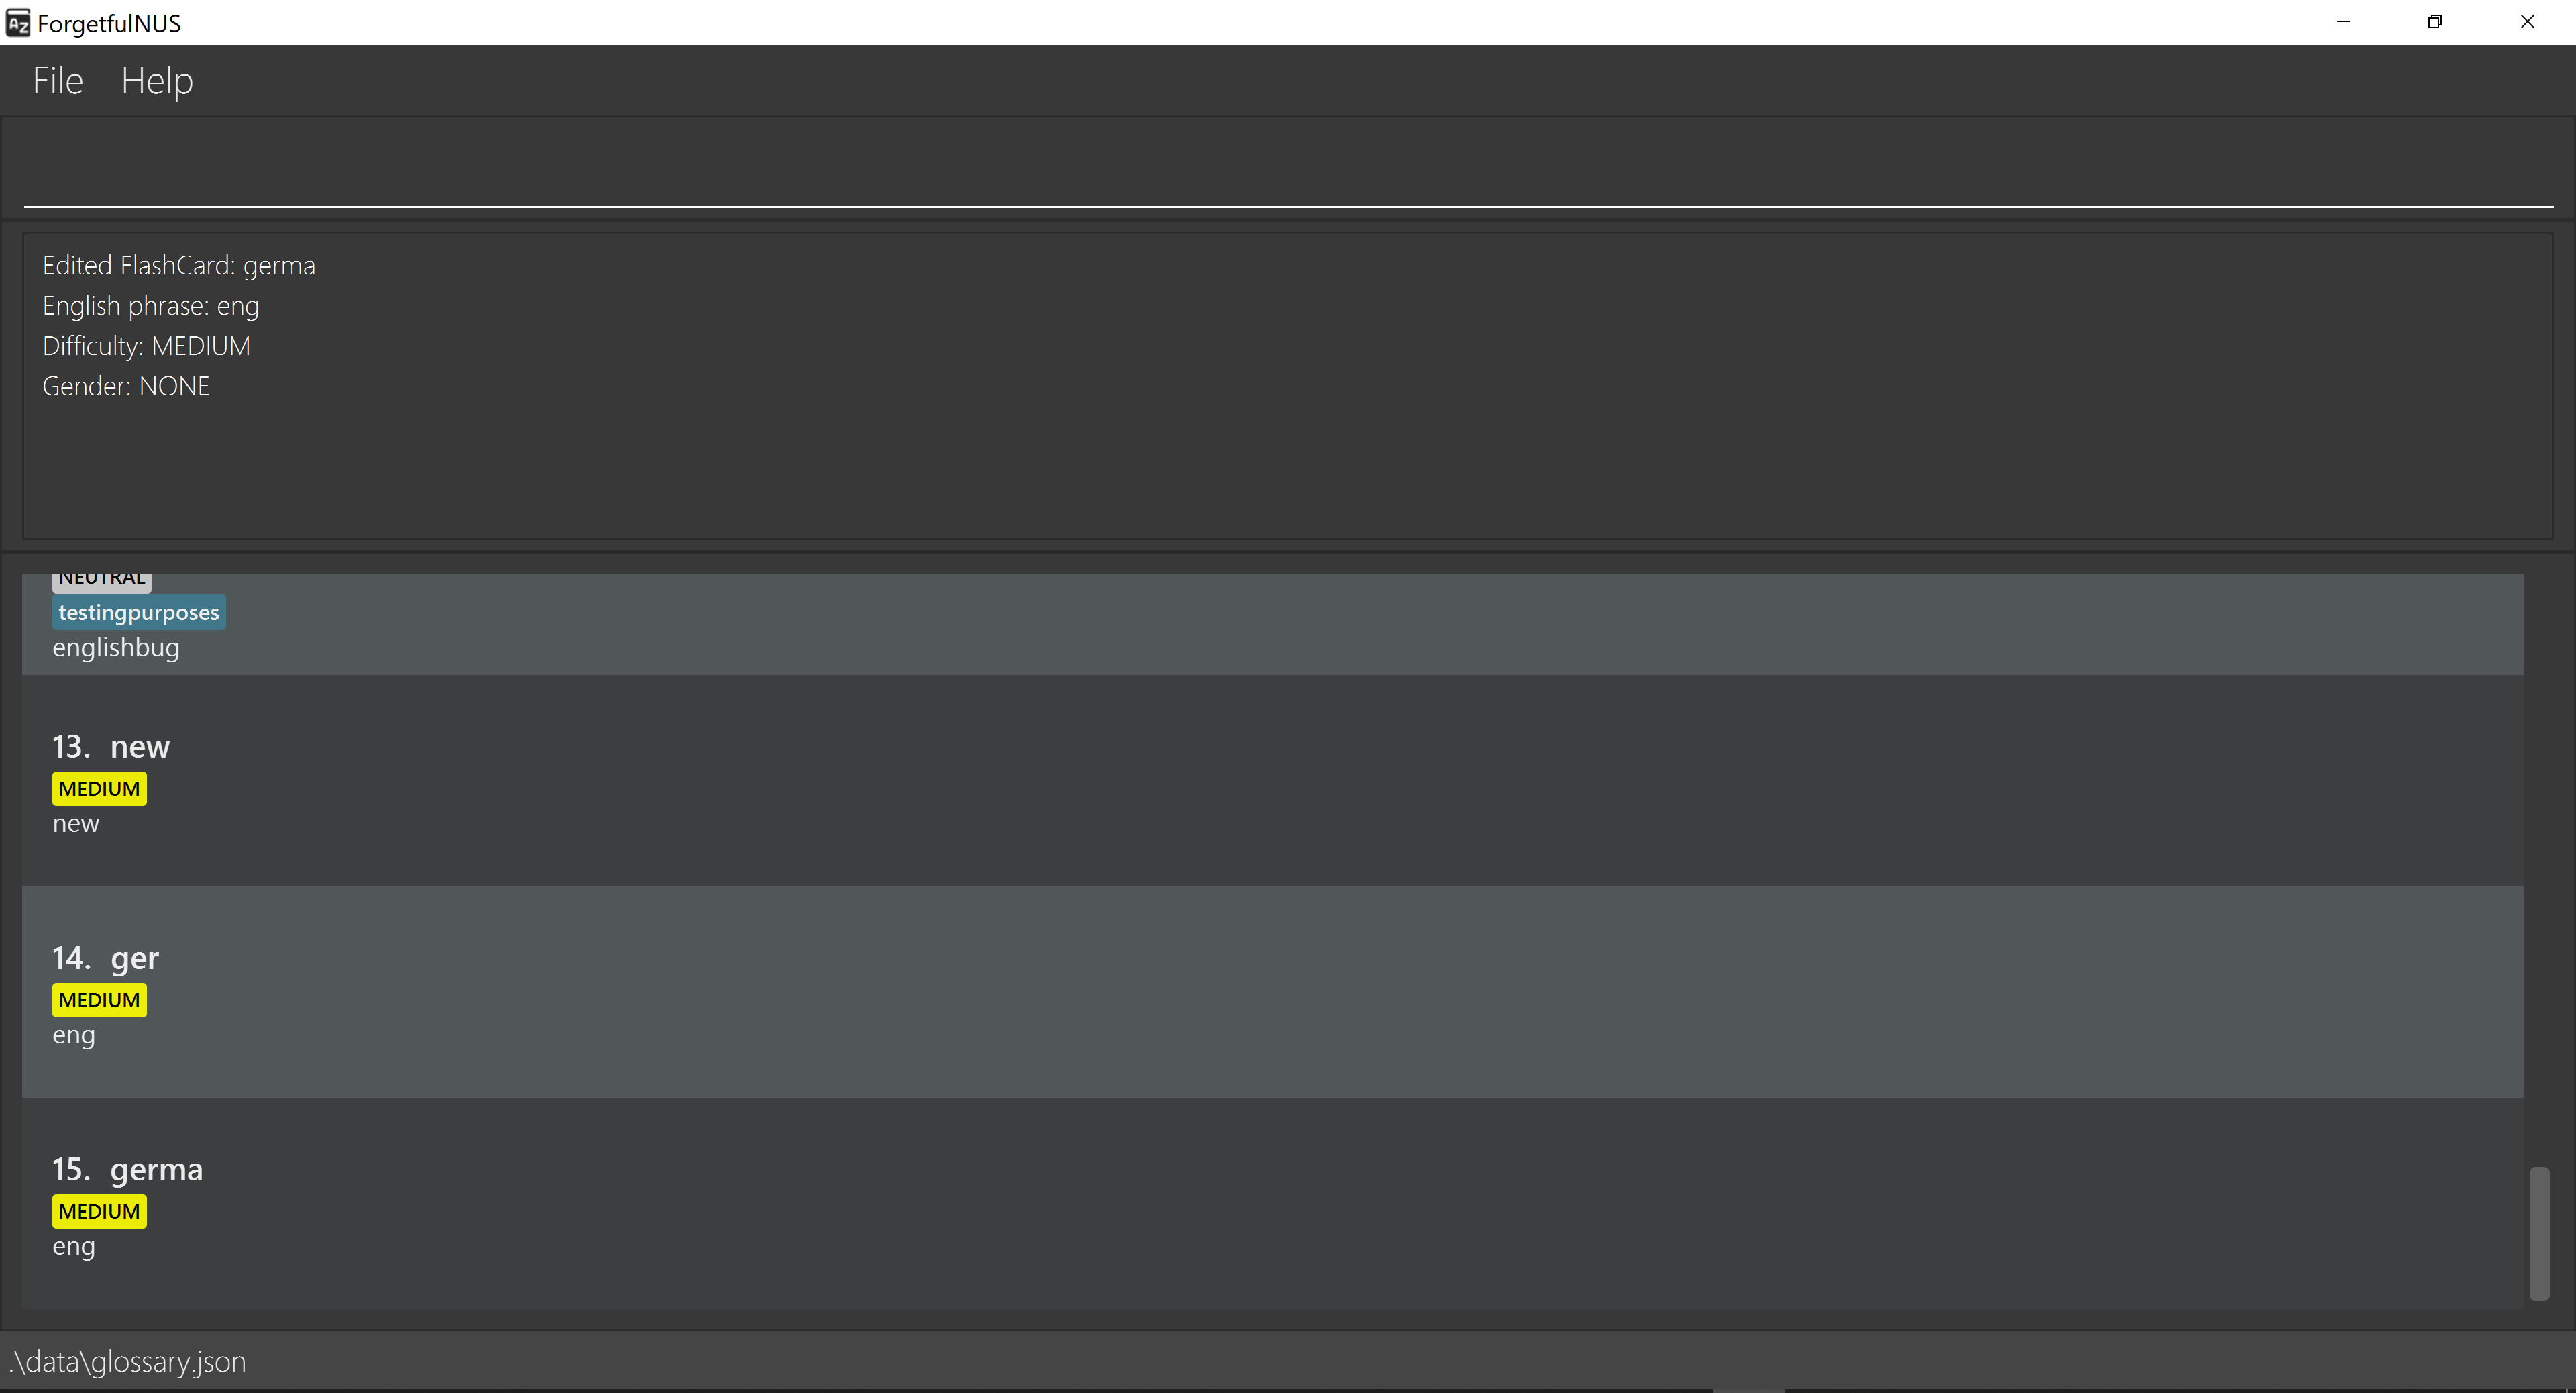 ForgetfulNUS
File Help
Edited FlashCard: germa
English phrase: eng
Difficulty: MEDIUM
Gender: NONE
NEUTRAL
testingpurposes
englishbug
13. new
MEDIUM
new
14. ger
MEDIUM
eng
15. germa
MEDIUM
eng
.\data\glossary.json